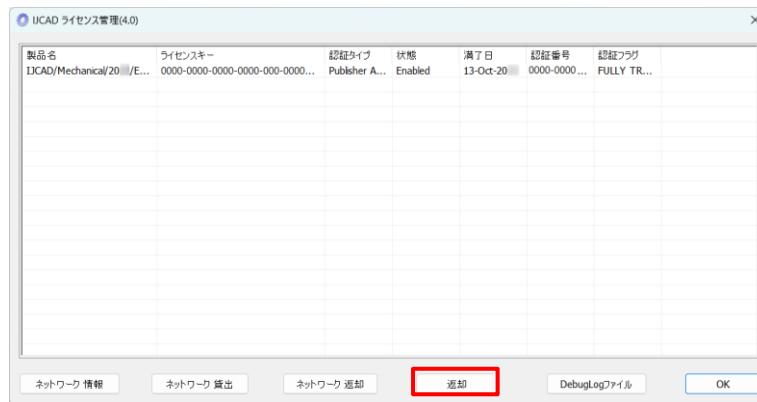 IJCAD ライセンス管理(4.0)
製品名 ライセンスキー 認証タイプ 状態 満了日 認証番号 認証フラグ
IJCAD/Mechanical/20 /E... 0000-0000-0000-0000-000-0000... Publisher A... Enabled 13-Oct-20 0000-0000 ... FULLY TR...
ネットワーク 情報 ネットワーク 貸出 ネットワーク 返却 返却 DebugLogファイル OK